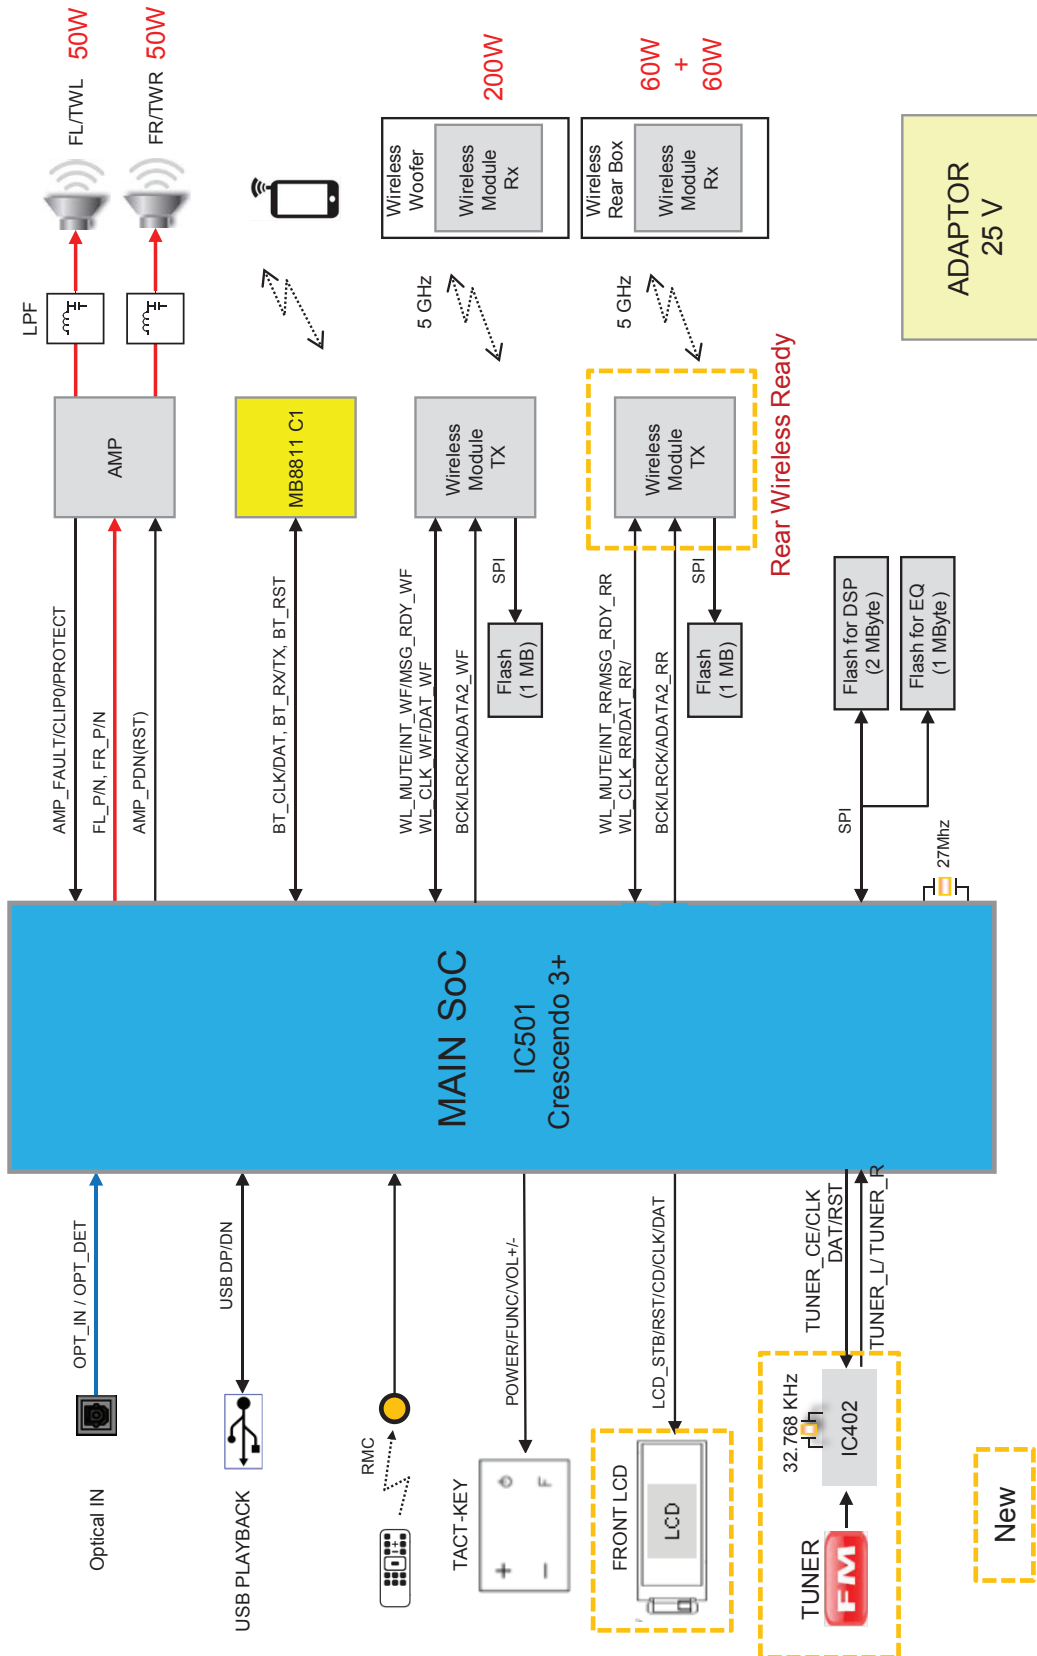 Optical IN
OPT_IN / OPT_DET
USB PLAYBACK
USB DP/DN
RMC
TACT-KEY
+
F
−
POWER/FUNC/VOL+/-
FRONT LCD
LCD
LCD_STB/RST/CD/CLK/DAT
TUNER
FM
32.768 KHz
IC402
TUNER_CE/CLK
DAT/RST
TUNER_L/ TUNER_R
New
MAIN SoC
IC501
Crescendo 3+
AMP_FAULT/CLIP0/PROTECT
FL_P/N, FR_P/N
AMP_PDN(RST)
AMP
LPF
FL/TWL 50W
FR/TWR 50W
BT_CLK/DAT, BT_RX/TX, BT_RST
MB8811 C1
WL_MUTE/INT_WF/MSG_RDY_WF
WL_CLK_WF/DAT_WF
BCK/LRCK/ADATA2_WF
Wireless
Module
TX
SPI
Flash
(1 MB)
5 GHz
Wireless
Woofer
Wireless
Module
Rx
200W
WL_MUTE/INT_RR/MSG_RDY_RR
WL_CLK_RR/DAT_RR/
BCK/LRCK/ADATA2_RR
Wireless
Module
TX
SPI
Flash
(1 MB)
Rear Wireless Ready
5 GHz
Wireless
Rear Box
Wireless
Module
Rx
60W
+
60W
SPI
Flash for DSP
(2 MByte)
Flash for EQ
(1 MByte)
27Mhz
ADAPTOR
25 V